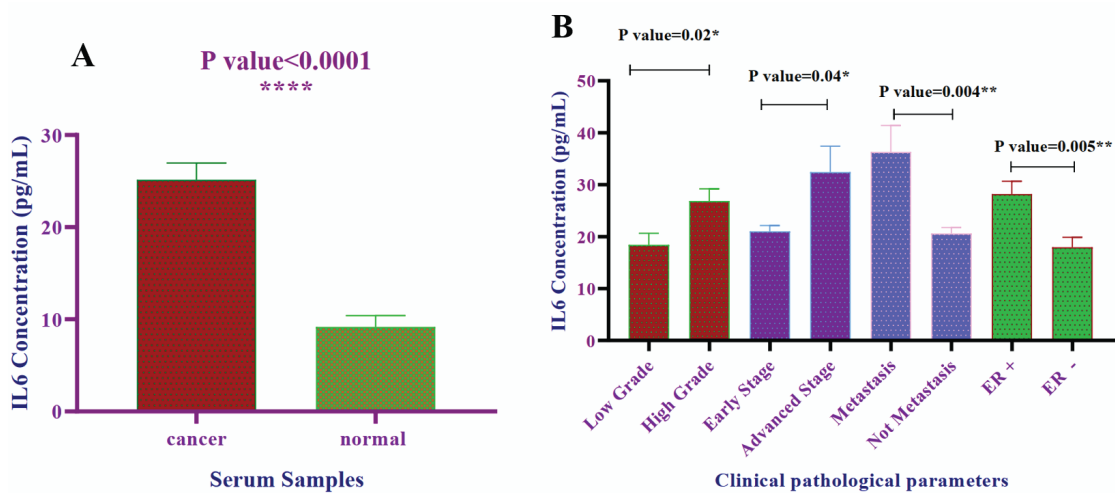 A
P value<0.0001
****
IL6 Concentration (pg/mL)
30
20
10
0
cancer
normal
Serum Samples
B
P value=0.02*
P value=0.04*
P value=0.004**
P value=0.005**
IL6 Concentration (pg/mL)
50
40
30
20
10
0
Low Grade
High Grade
Early Stage
Advanced Stage
Metastasis
Not Metastasis
ER +
ER -
Clinical pathological parameters